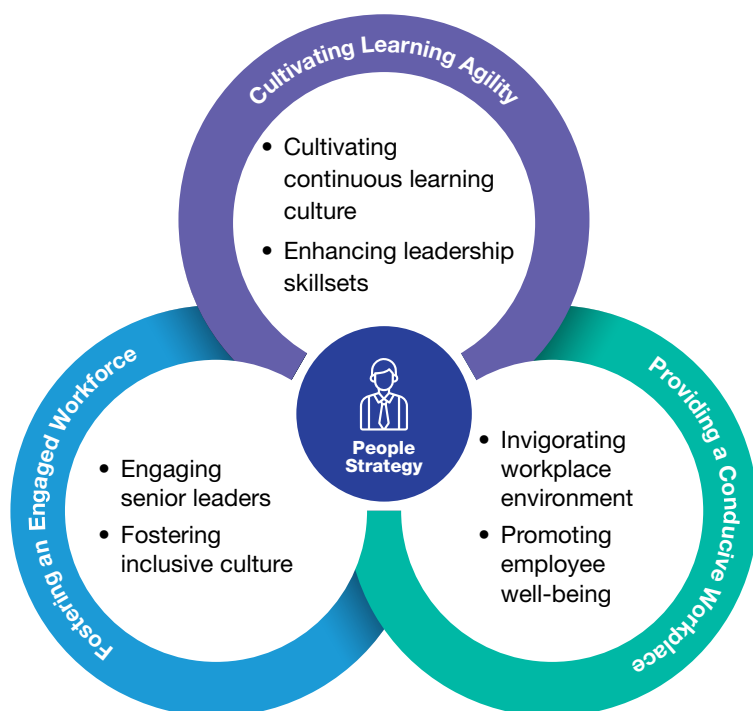 Cultivating Learning Agility
• Cultivating
continuous learning
culture
• Enhancing leadership
skillsets
People
Strategy
Fostering an Engaged Workforce
• Engaging
senior leaders
• Fostering
inclusive culture
Providing a Conducive Workplace
• Invigorating
workplace
environment
• Promoting
employee
well-being